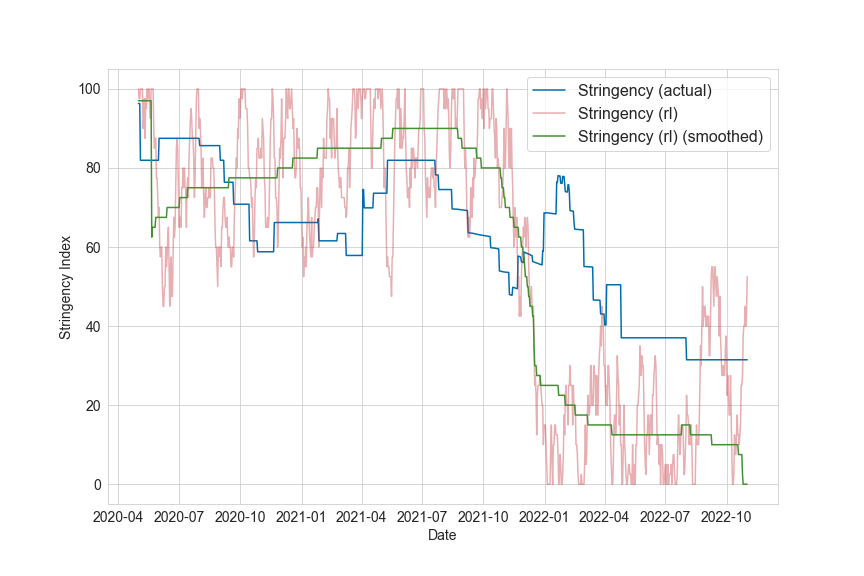 Stringency (actual)
Stringency (rl)
Stringency (rl) (smoothed)
100
80
60
40
20
0
Stringency Index
2020-04 2020-07 2020-10 2021-01 2021-04 2021-07 2021-10 2022-01 2022-04 2022-07 2022-10
Date